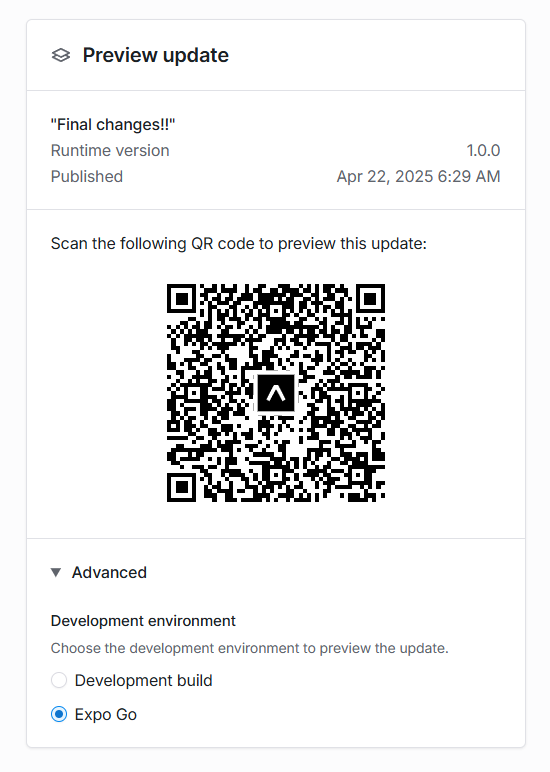 Preview update
"Final changes!!"
Runtime version 1.0.0
Published Apr 22, 2025 6:29 AM
Scan the following QR code to preview this update:
Advanced
Development environment
Choose the development environment to preview the update.
Development build
Expo Go